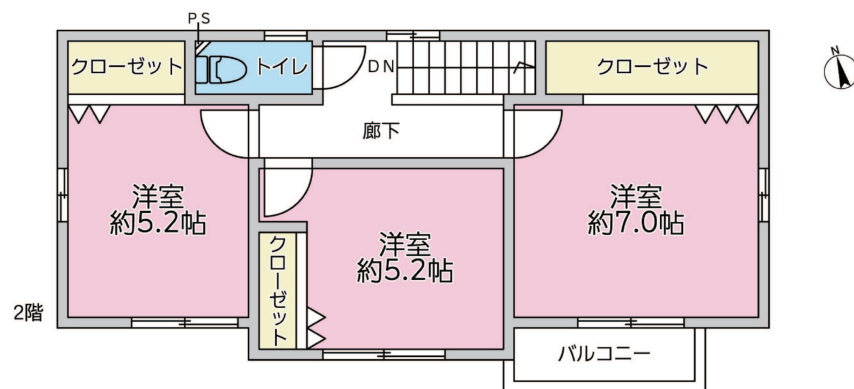 PS
クローゼット
トイレ
DN
クローゼット
N
廊下
洋室
約5.2帖
洋室
約5.2帖
洋室
約7.0帖
クローゼット
2階
バルコニー